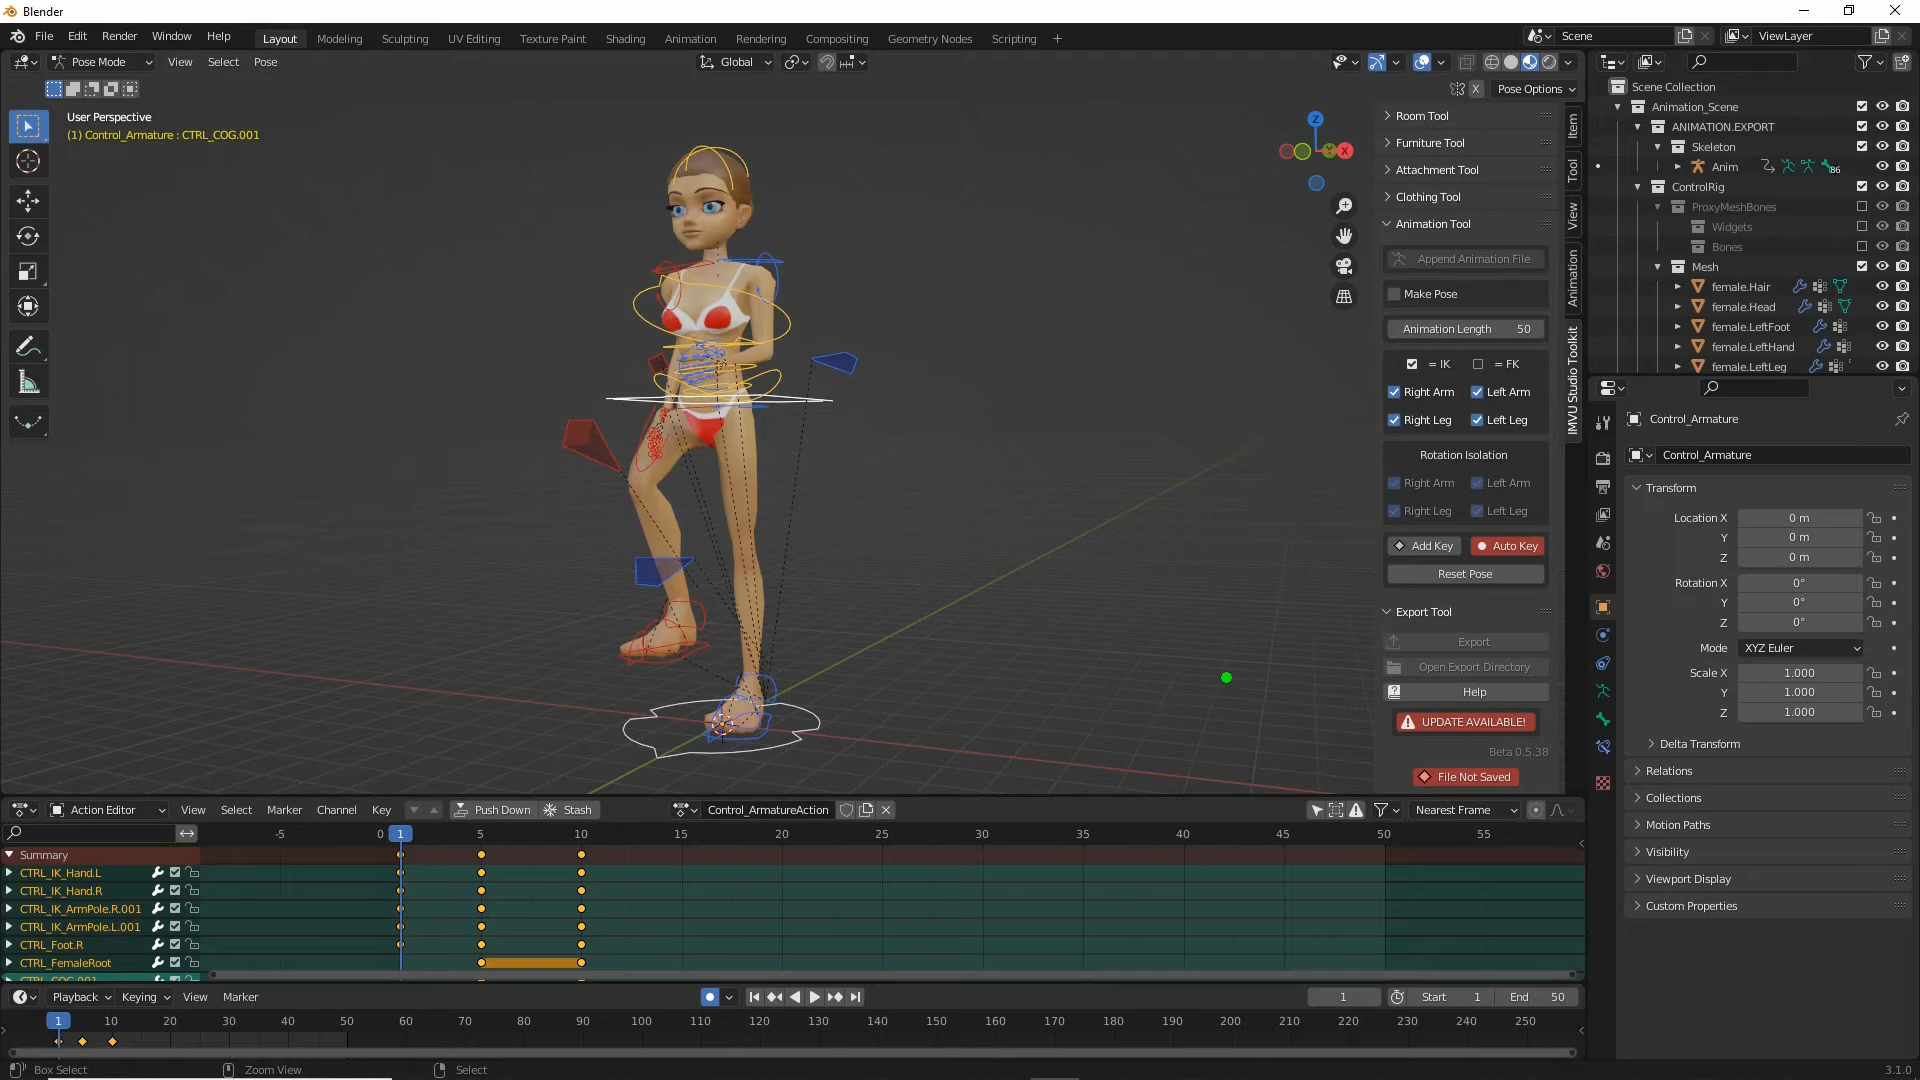 Blender
File Edit Render Window Help
Layout Modeling Sculpting UV Editing Texture Paint Shading Animation Rendering Compositing Geometry Nodes Scripting +
Scene
ViewLayer
Pose Mode View Select Pose
Global
X Pose Options
User Perspective
(1) Control_Armature : CTRL_COG.001
Z
Y
X
Room Tool
Furniture Tool
Attachment Tool
Clothing Tool
Animation Tool
Append Animation File
Make Pose
Animation Length 50
= IK = FK
Right Arm Left Arm
Right Leg Left Leg
Rotation Isolation
Right Arm Left Arm
Right Leg Left Leg
Add Key Auto Key
Reset Pose
Export Tool
Export
Open Export Directory
Help
UPDATE AVAILABLE!
Beta 0.5.38
File Not Saved
Item
Tool
View
Animation
IMVU Studio Toolkit
Scene Collection
Animation_Scene
ANIMATION.EXPORT
Skeleton
Anim 86
ControlRig
ProxyMeshBones
Widgets
Bones
Mesh
female.Hair
female.Head
female.LeftFoot
female.LeftHand
female.LeftLeg
Control_Armature
Control_Armature
Transform
Location X 0 m
Y 0 m
Z 0 m
Rotation X 0°
Y 0°
Z 0°
Mode XYZ Euler
Scale X 1.000
Y 1.000
Z 1.000
Delta Transform
Relations
Collections
Motion Paths
Visibility
Viewport Display
Custom Properties
Action Editor View Select Marker Channel Key Push Down Stash Control_ArmatureAction Nearest Frame
-5 0 1 5 10 15 20 25 30 35 40 45 50 55
Summary
CTRL_IK_Hand.L
CTRL_IK_Hand.R
CTRL_IK_ArmPole.R.001
CTRL_IK_ArmPole.L.001
CTRL_Foot.R
CTRL_FemaleRoot
CTRL_COG.001
Playback Keying View Marker 1 Start 1 End 50
1 10 20 30 40 50 60 70 80 90 100 110 120 130 140 150 160 170 180 190 200 210 220 230 240 250
Box Select Zoom View Select 3.1.0